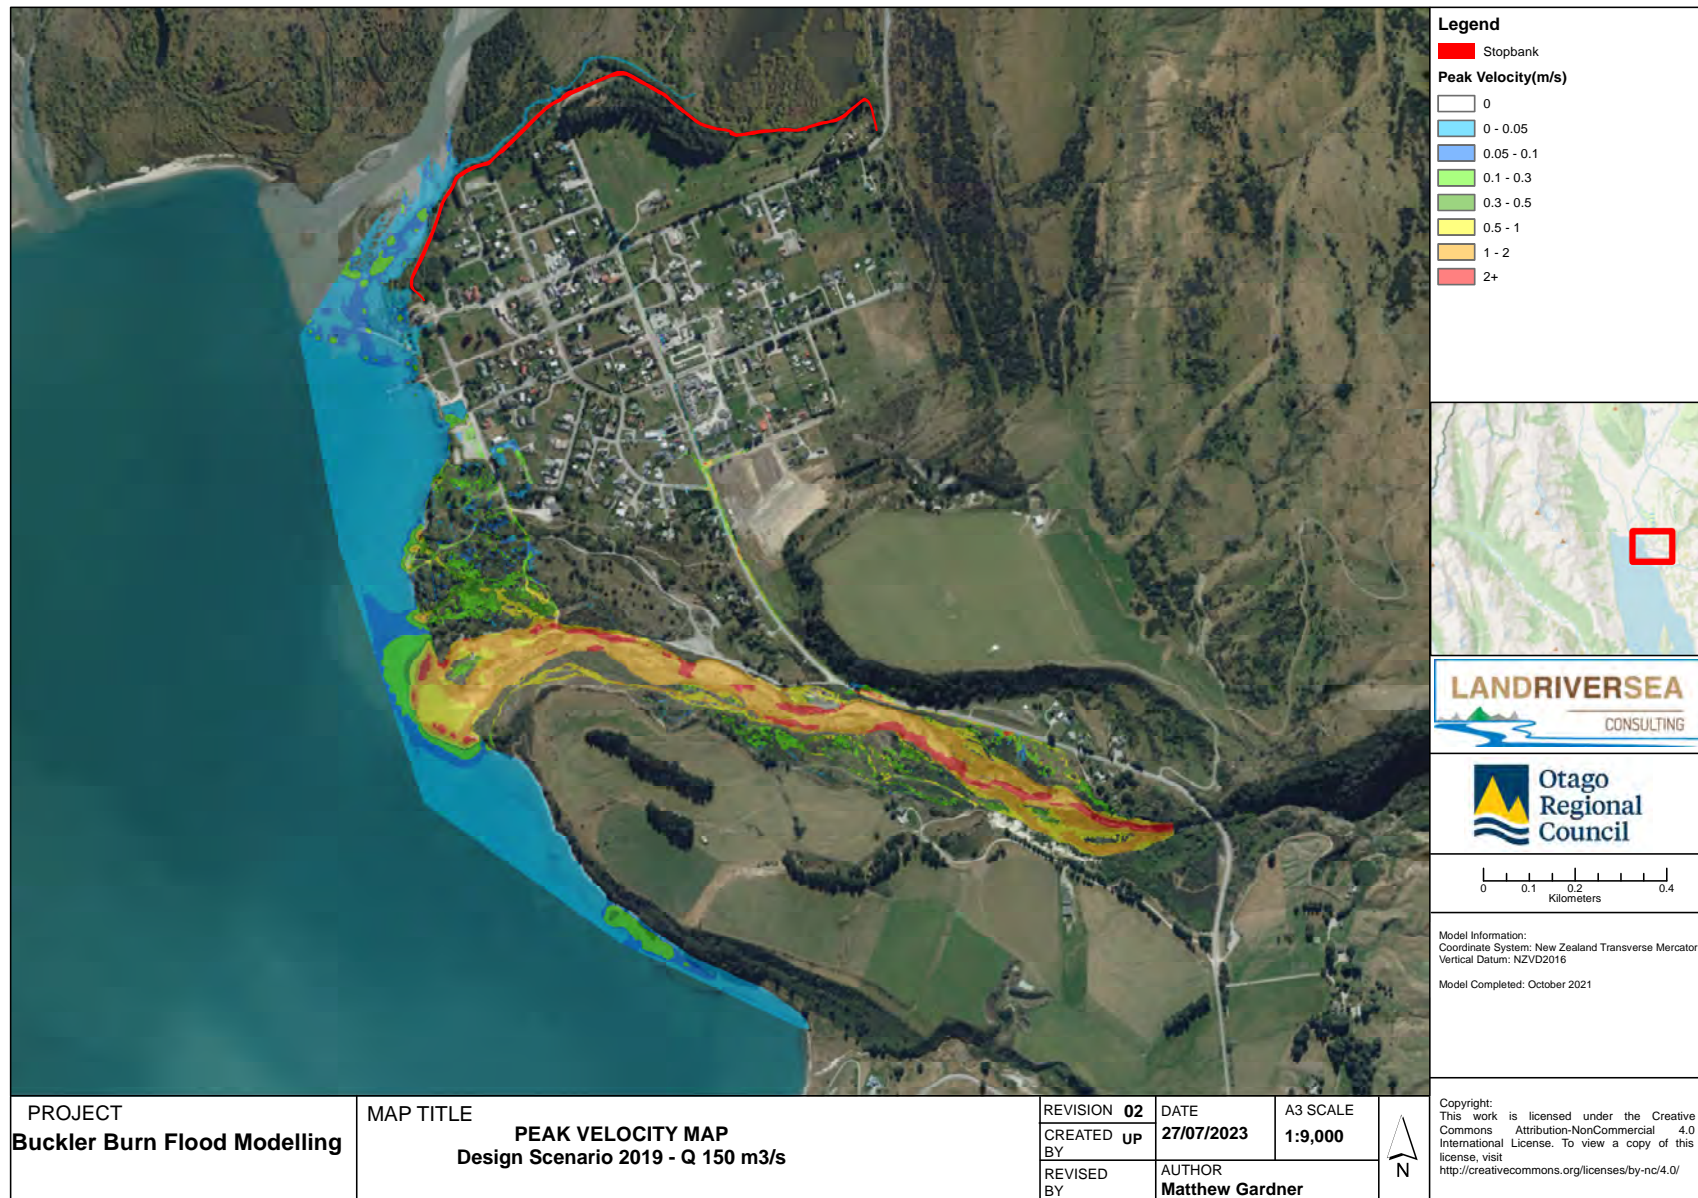 Legend
Stopbank
Peak Velocity(m/s)
0
0 - 0.05
0.05 - 0.1
0.1 - 0.3
0.3 - 0.5
0.5 - 1
1 - 2
2+
LANDRIVERSEA
CONSULTING
Otago
Regional
Council
0 0.1 0.2 0.4
Kilometers
Model Information:
Coordinate System: New Zealand Transverse Mercator
Vertical Datum: NZVD2016
Model Completed: October 2021
Copyright:
This work is licensed under the Creative
Commons Attribution-NonCommercial 4.0
International License. To view a copy of this
license, visit
http://creativecommons.org/licenses/by-nc/4.0/
PROJECT
Buckler Burn Flood Modelling
MAP TITLE
PEAK VELOCITY MAP
Design Scenario 2019 - Q 150 m3/s
REVISION 02
CREATED BY UP
REVISED BY
DATE
27/07/2023
A3 SCALE
1:9,000
AUTHOR
Matthew Gardner
N